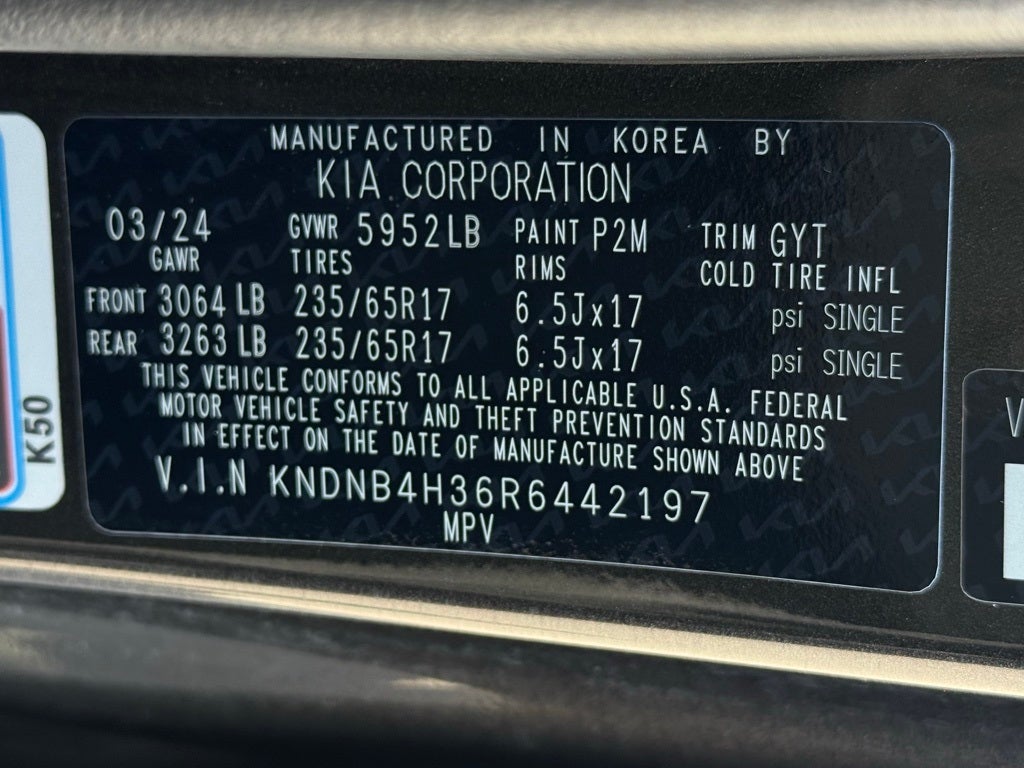 MANUFACTURED IN KOREA BY
KIA CORPORATION
03/24 GVWR 5952LB PAINT P2M TRIM GYT
GAWR TIRES RIMS COLD TIRE INFL
FRONT 3064 LB 235/65R17 6.5Jx17 psi SINGLE
REAR 3263 LB 235/65R17 6.5Jx17 psi SINGLE
THIS VEHICLE CONFORMS TO ALL APPLICABLE U.S.A. FEDERAL
MOTOR VEHICLE SAFETY AND THEFT PREVENTION STANDARDS
IN EFFECT ON THE DATE OF MANUFACTURE SHOWN ABOVE
V.I.N KNDNB4H36R6442197
MPV
K50
V